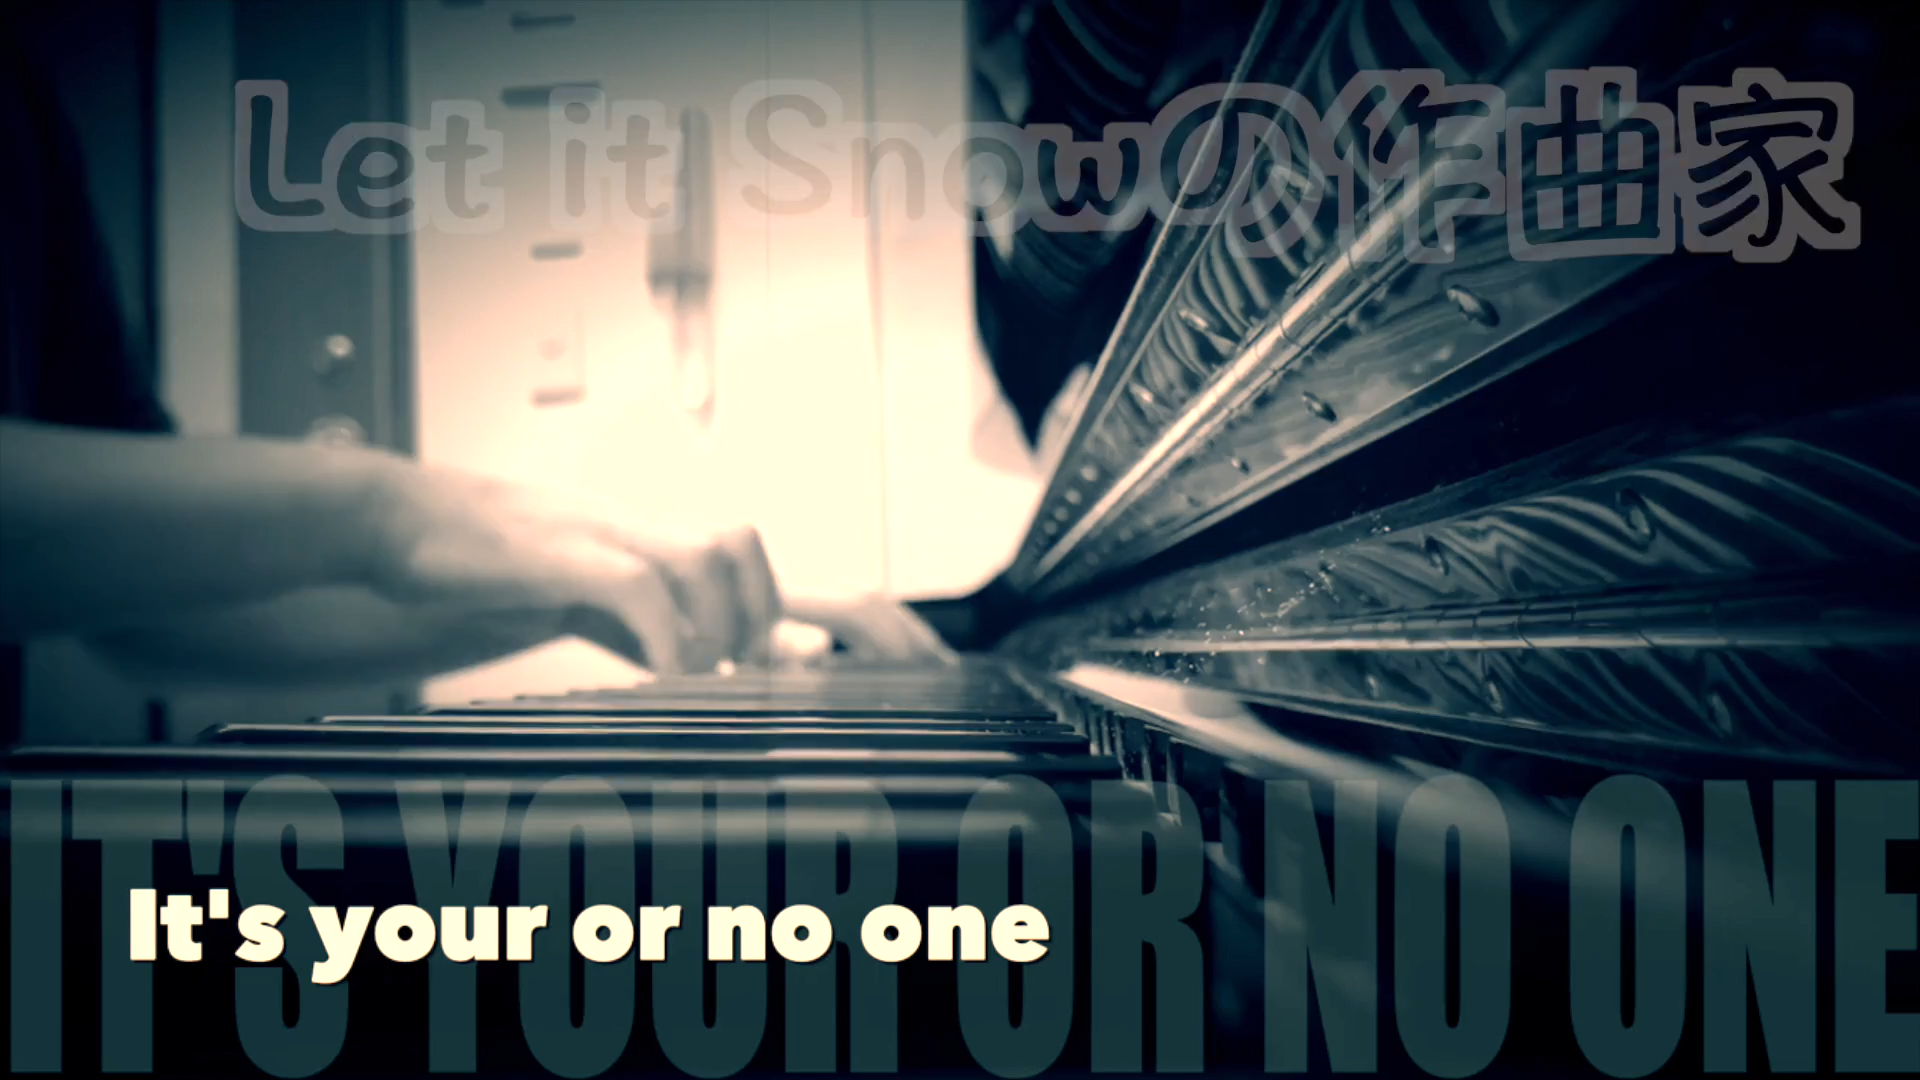 Let it Snowの作曲家
IT'S YOUR OR NO ONE
It's your or no one